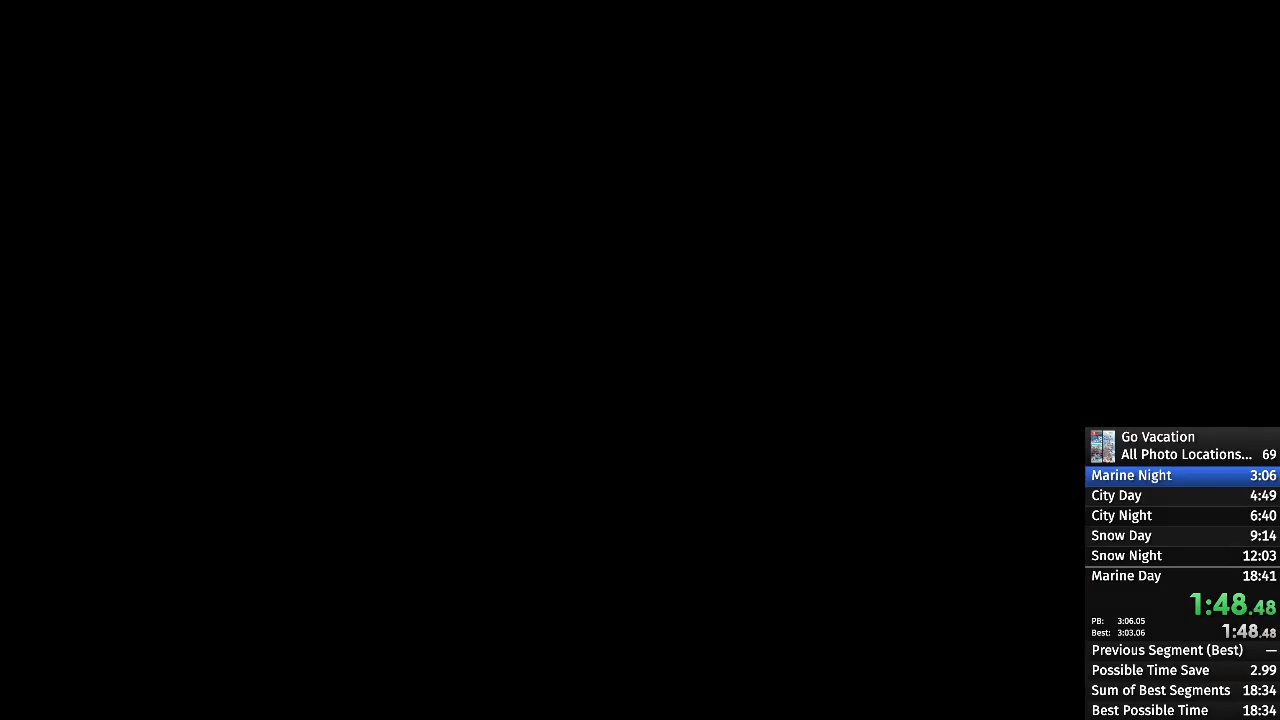 Go Vacation
All Photo Locations... 69
Marine Night 3:06
City Day 4:49
City Night 6:40
Snow Day 9:14
Snow Night 12:03
Marine Day 18:41
1:48.48
PB: 3:06.05
Best: 3:03.06
1:48.48
Previous Segment (Best) —
Possible Time Save 2.99
Sum of Best Segments 18:34
Best Possible Time 18:34